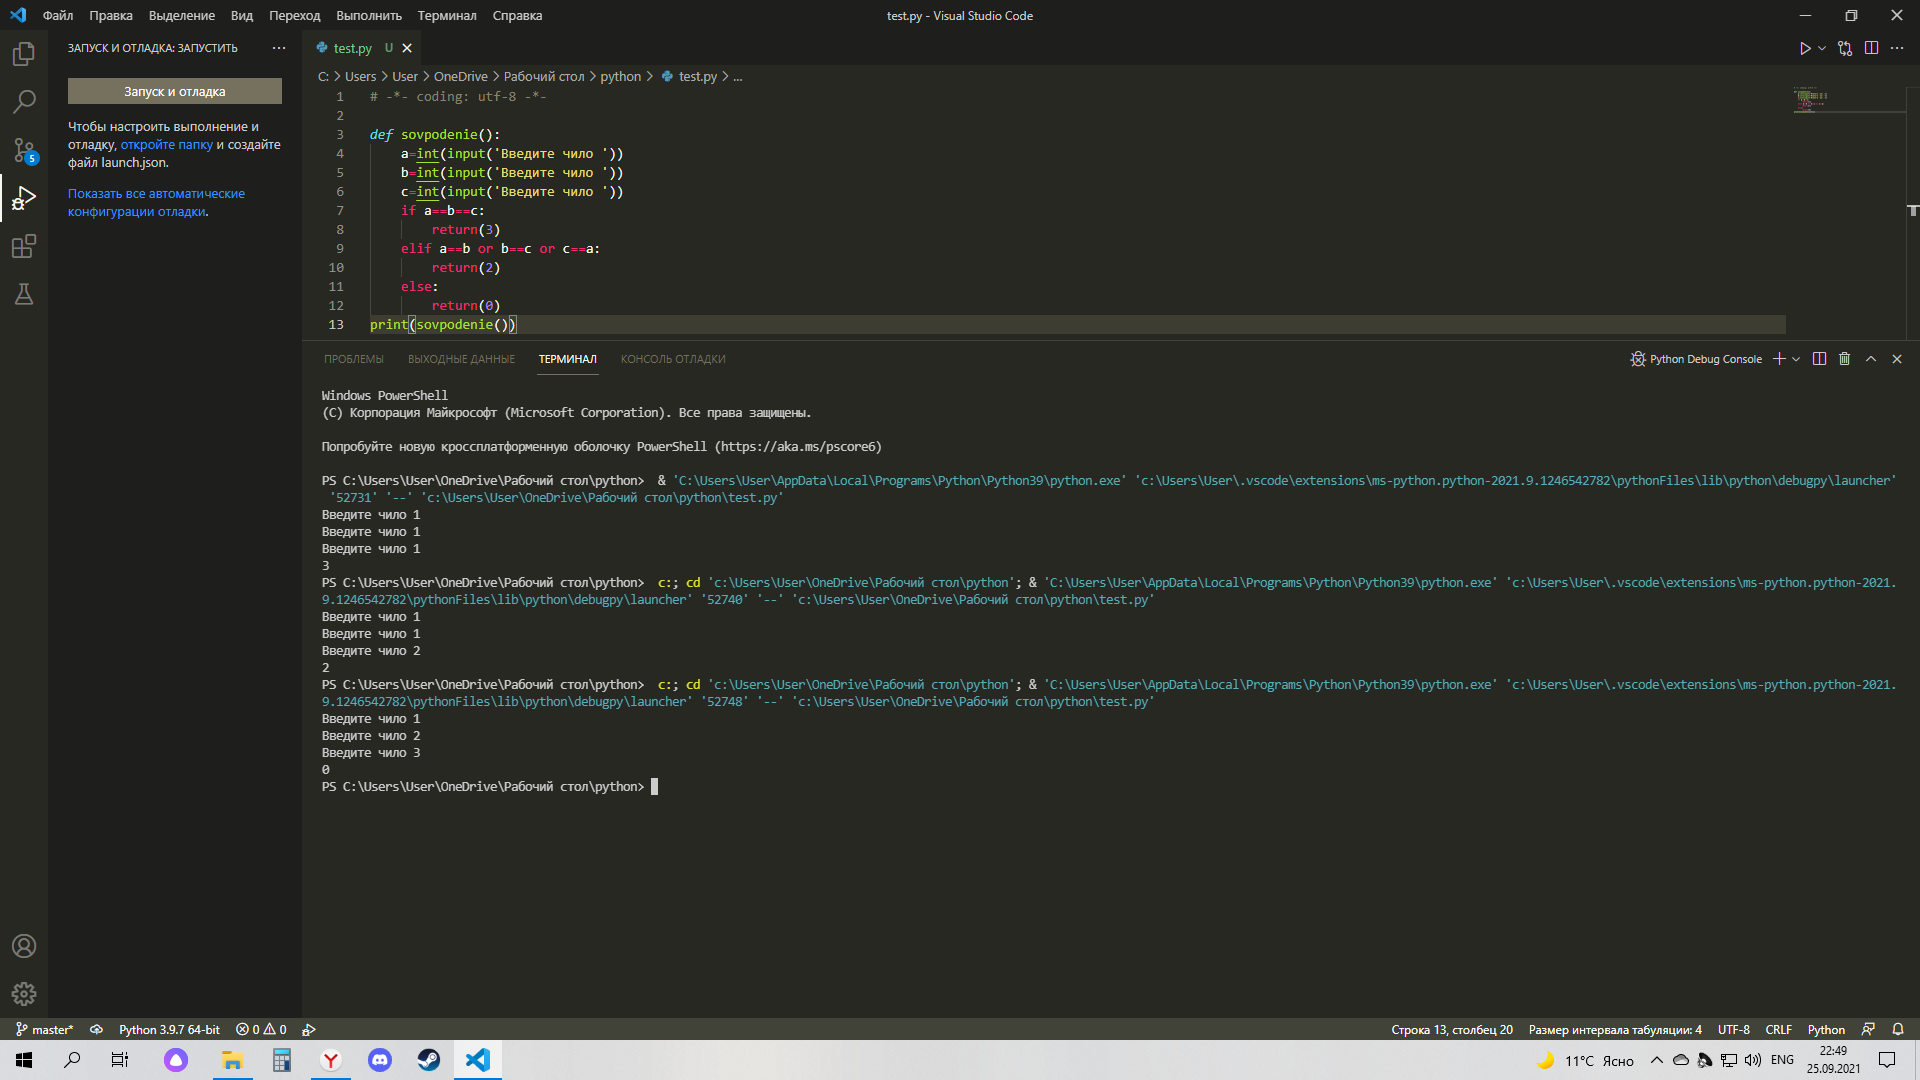 Файл Правка Выделение Вид Переход Выполнить Терминал Справка
test.py - Visual Studio Code
ЗАПУСК И ОТЛАДКА: ЗАПУСТИТЬ
Запуск и отладка
Чтобы настроить выполнение и
отладку, откройте папку и создайте
файл launch.json.
Показать все автоматические
конфигурации отладки.
5
test.py U
C: > Users > User > OneDrive > Рабочий стол > python > test.py > ...
1 # -*- coding: utf-8 -*-
2
3 def sovpodenie():
4     a=int(input('Введите чило '))
5     b=int(input('Введите чило '))
6     c=int(input('Введите чило '))
7     if a==b==c:
8         return(3)
9     elif a==b or b==c or c==a:
10         return(2)
11     else:
12         return(0)
13 print(sovpodenie())
ПРОБЛЕМЫ ВЫХОДНЫЕ ДАННЫЕ ТЕРМИНАЛ КОНСОЛЬ ОТЛАДКИ
Python Debug Console
Windows PowerShell
(C) Корпорация Майкрософт (Microsoft Corporation). Все права защищены.
Попробуйте новую кроссплатформенную оболочку PowerShell (https://aka.ms/pscore6)
PS C:\Users\User\OneDrive\Рабочий стол\python>  & 'C:\Users\User\AppData\Local\Programs\Python\Python39\python.exe' 'c:\Users\User\.vscode\extensions\ms-python.python-2021.9.1246542782\pythonFiles\lib\python\debugpy\launcher'
'52731' '--' 'c:\Users\User\OneDrive\Рабочий стол\python\test.py'
Введите чило 1
Введите чило 1
Введите чило 1
3
PS C:\Users\User\OneDrive\Рабочий стол\python>  c:; cd 'c:\Users\User\OneDrive\Рабочий стол\python'; & 'C:\Users\User\AppData\Local\Programs\Python\Python39\python.exe' 'c:\Users\User\.vscode\extensions\ms-python.python-2021.
9.1246542782\pythonFiles\lib\python\debugpy\launcher' '52740' '--' 'c:\Users\User\OneDrive\Рабочий стол\python\test.py'
Введите чило 1
Введите чило 1
Введите чило 2
2
PS C:\Users\User\OneDrive\Рабочий стол\python>  c:; cd 'c:\Users\User\OneDrive\Рабочий стол\python'; & 'C:\Users\User\AppData\Local\Programs\Python\Python39\python.exe' 'c:\Users\User\.vscode\extensions\ms-python.python-2021.
9.1246542782\pythonFiles\lib\python\debugpy\launcher' '52748' '--' 'c:\Users\User\OneDrive\Рабочий стол\python\test.py'
Введите чило 1
Введите чило 2
Введите чило 3
0
PS C:\Users\User\OneDrive\Рабочий стол\python>
master* Python 3.9.7 64-bit 0 0
Строка 13, столбец 20 Размер интервала табуляции: 4 UTF-8 CRLF Python
11°C Ясно ENG 22:49
25.09.2021